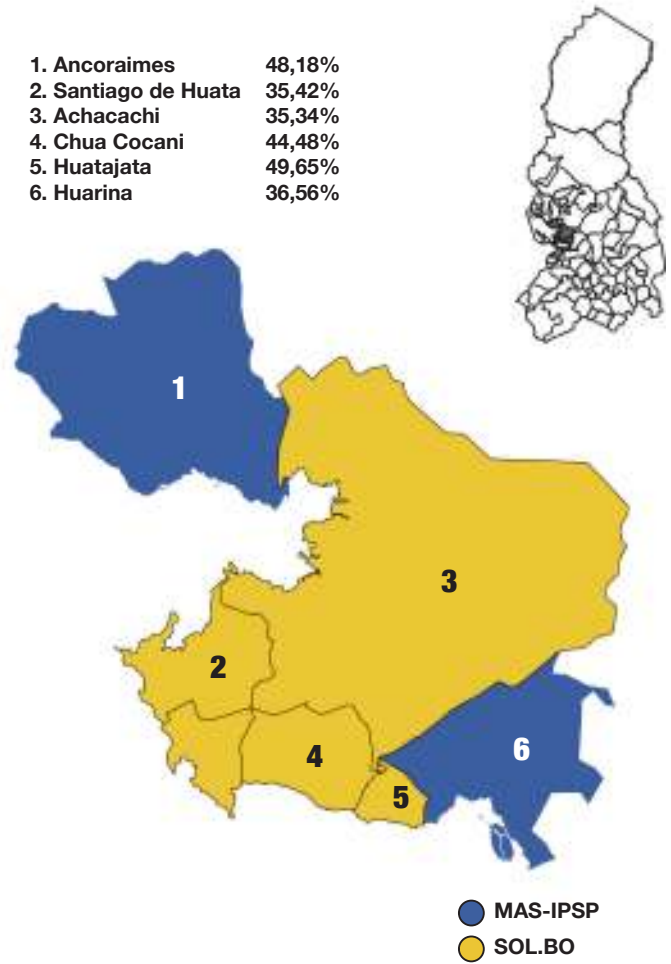 1. Ancoraimes 48,18%
2. Santiago de Huata 35,42%
3. Achacachi 35,34%
4. Chua Cocani 44,48%
5. Huatajata 49,65%
6. Huarina 36,56%
1
3
2
6
4
5
MAS-IPSP
SOL.BO